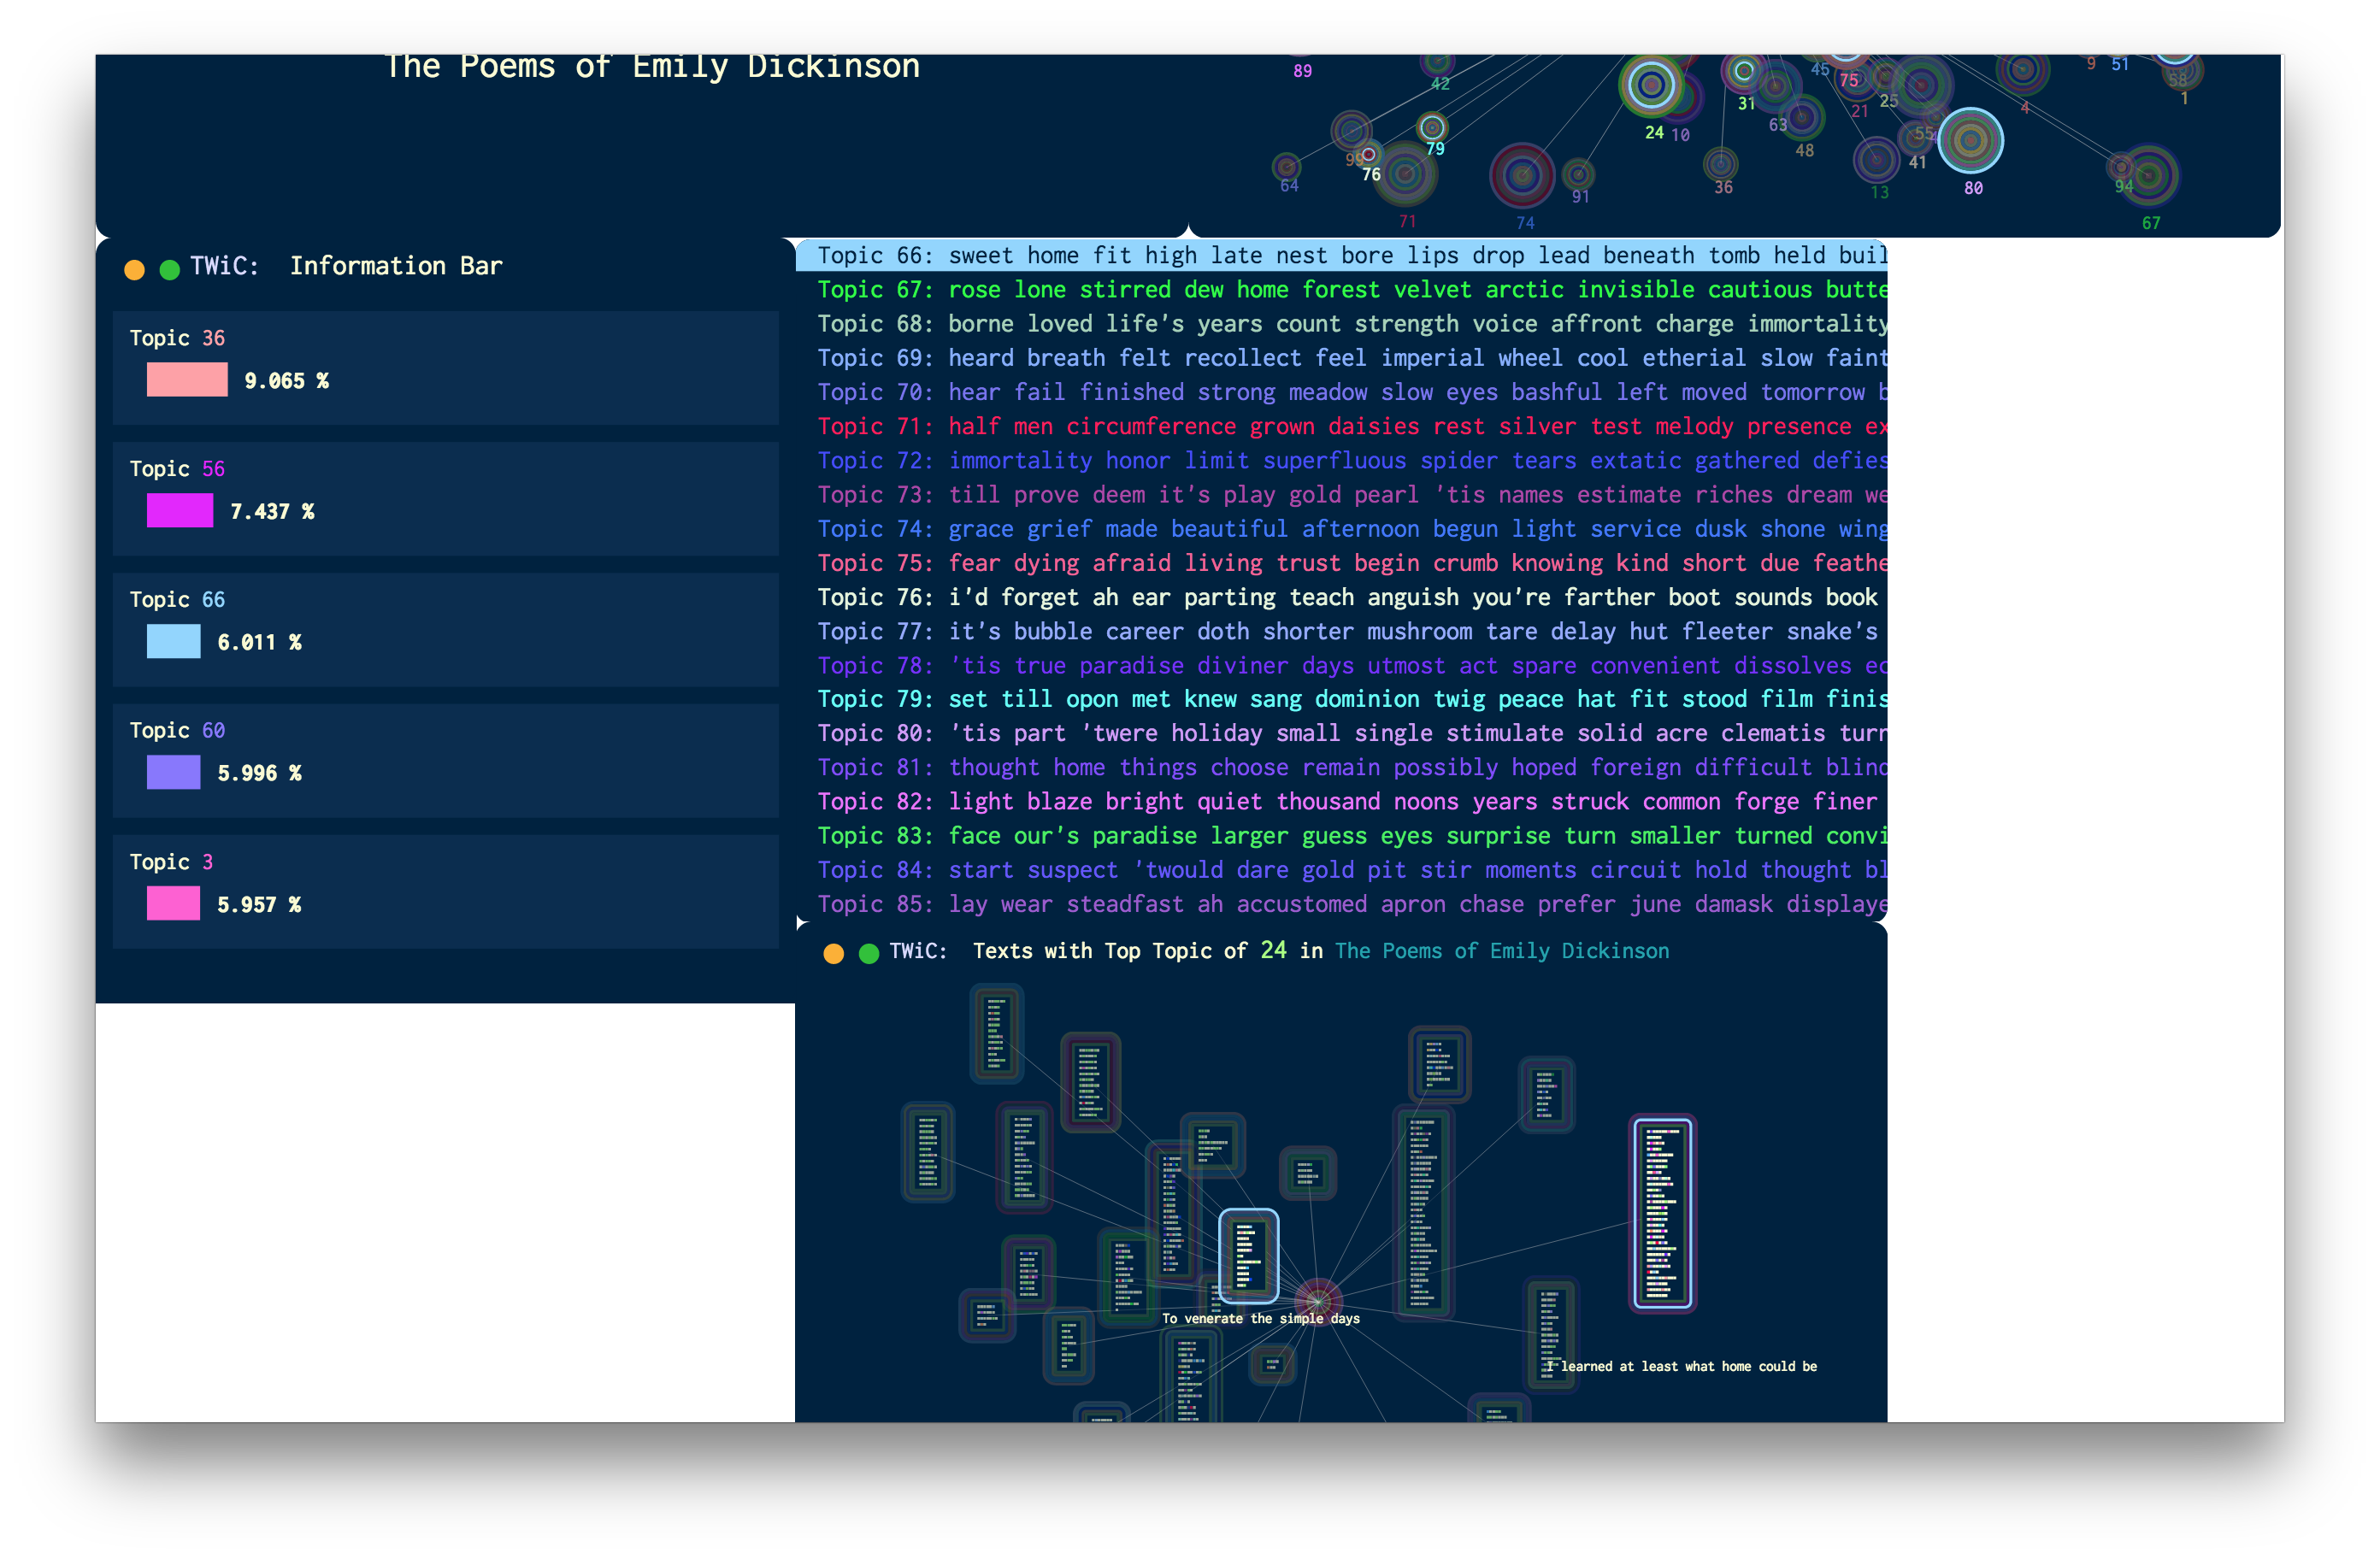 The Poems of Emily Dickinson
89
42
24
10
31
63
48
45
75
21
25
55
41
13
80
9
51
58
1
4
64
99
76
79
71
74
91
36
94
67
TWiC: Information Bar
Topic 36
9.065 %
Topic 56
7.437 %
Topic 66
6.011 %
Topic 60
5.996 %
Topic 3
5.957 %
Topic 66: sweet home fit high late nest bore lips drop lead beneath tomb held buil
Topic 67: rose lone stirred dew home forest velvet arctic invisible cautious butte
Topic 68: borne loved life's years count strength voice affront charge immortality
Topic 69: heard breath felt recollect feel imperial wheel cool etherial slow faint
Topic 70: hear fail finished strong meadow slow eyes bashful left moved tomorrow b
Topic 71: half men circumference grown daisies rest silver test melody presence ex
Topic 72: immortality honor limit superfluous spider tears extatic gathered defies
Topic 73: till prove deem it's play gold pearl 'tis names estimate riches dream we
Topic 74: grace grief made beautiful afternoon begun light service dusk shone wing
Topic 75: fear dying afraid living trust begin crumb knowing kind short due feathe
Topic 76: i'd forget ah ear parting teach anguish you're farther boot sounds book
Topic 77: it's bubble career doth shorter mushroom tare delay hut fleeter snake's
Topic 78: 'tis true paradise diviner days utmost act spare convenient dissolves ec
Topic 79: set till opon met knew sang dominion twig peace hat fit stood film finis
Topic 80: 'tis part 'twere holiday small single stimulate solid acre clematis turn
Topic 81: thought home things choose remain possibly hoped foreign difficult blind
Topic 82: light blaze bright quiet thousand noons years struck common forge finer
Topic 83: face our's paradise larger guess eyes surprise turn smaller turned convi
Topic 84: start suspect 'twould dare gold pit stir moments circuit hold thought bl
Topic 85: lay wear steadfast ah accustomed apron chase prefer june damask displaye
TWiC: Texts with Top Topic of 24 in The Poems of Emily Dickinson
To venerate the simple days
I learned at least what home could be